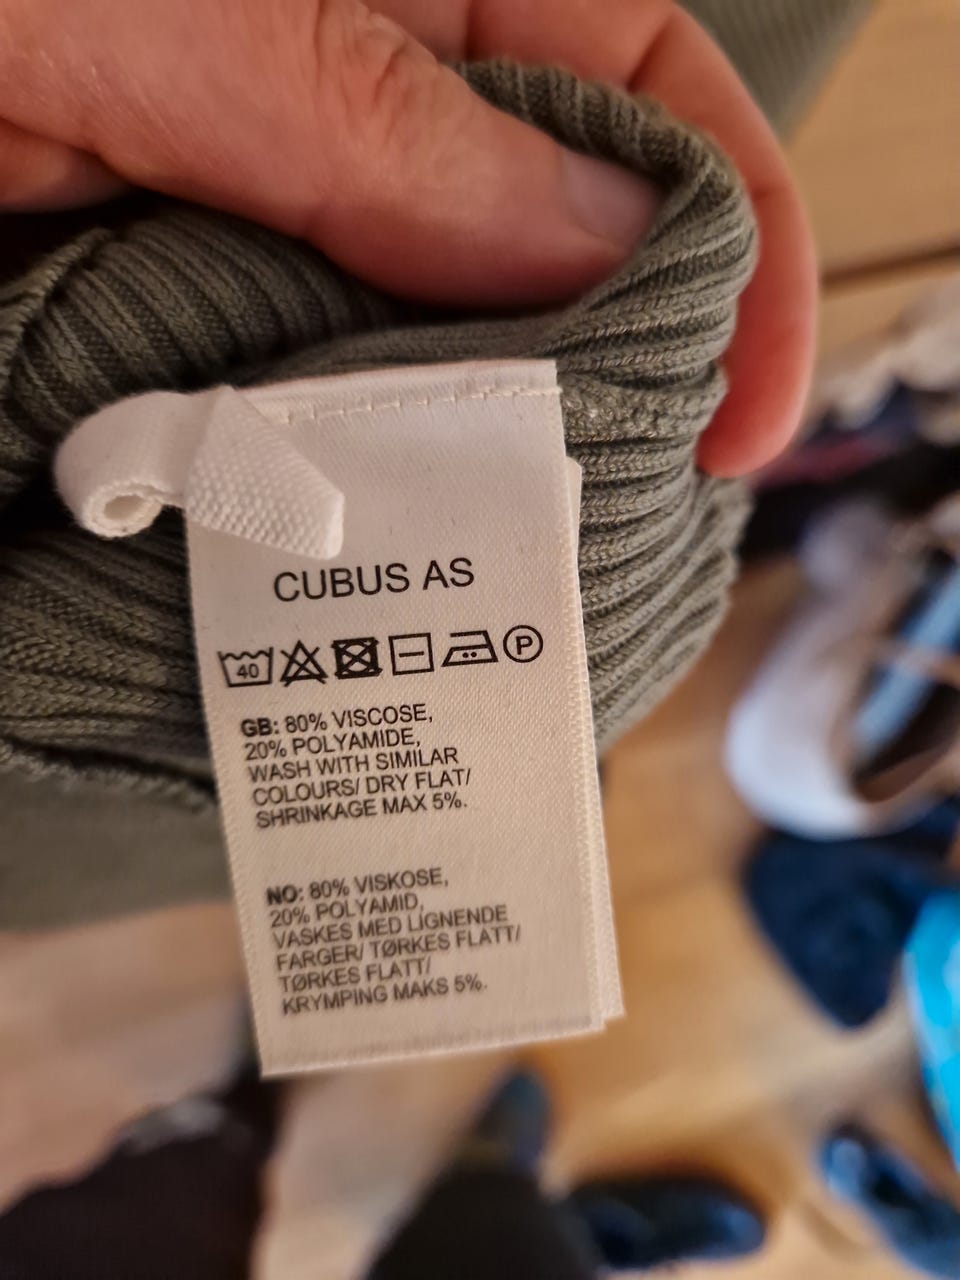 CUBUS AS
40 P
GB: 80% VISCOSE,
20% POLYAMIDE,
WASH WITH SIMILAR
COLOURS/ DRY FLAT/
SHRINKAGE MAX 5%.
NO: 80% VISKOSE,
20% POLYAMID,
VASKES MED LIGNENDE
FARGER/ TØRKES FLATT/
TØRKES FLATT/
KRYMPING MAKS 5%.